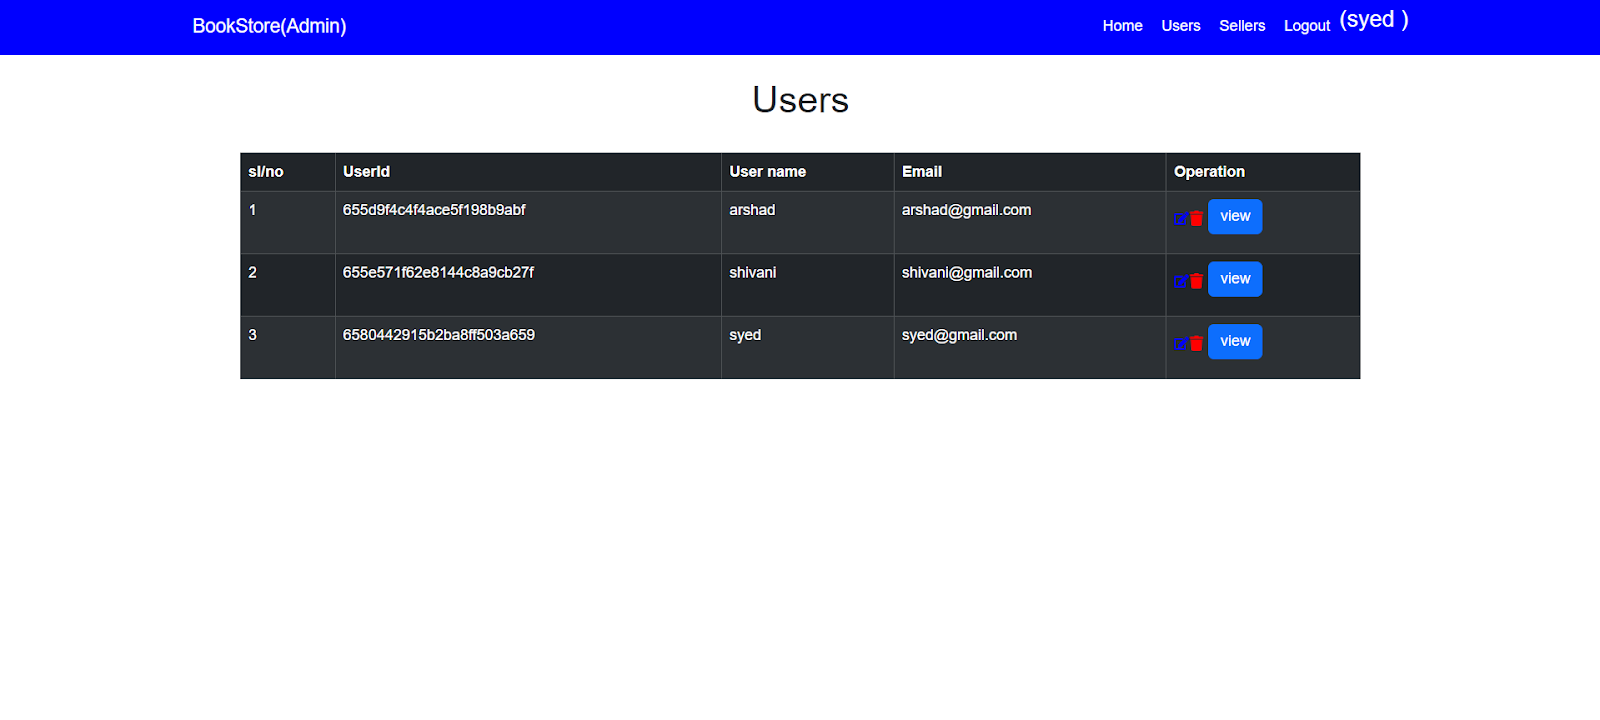 BookStore(Admin) Home Users Sellers Logout (syed )
Users
sl/no UserId User name Email Operation
1 655d9f4c4f4ace5f198b9abf arshad arshad@gmail.com view
2 655e571f62e8144c8a9cb27f shivani shivani@gmail.com view
3 6580442915b2ba8ff503a659 syed syed@gmail.com view